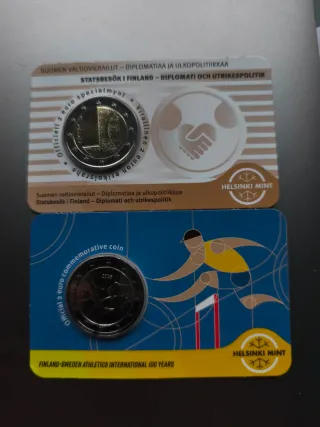 SUOMEN VALTIOVIERAILUT – DIPLOMATIAA JA ULKOPOLITIIKKAA
STATSBESÖK I FINLAND – DIPLOMATI OCH UTRIKESPOLITIK
HELSINKI MINT
Suomen valtiovierailut – Diplomatiaa ja ulkopolitiikkaa
Statsbesök i Finland – Diplomati och utrikespolitik
Official 2 euro commemorative coin
HELSINKI MINT
FINLAND-SWEDEN ATHLETICS INTERNATIONAL 100 YEARS